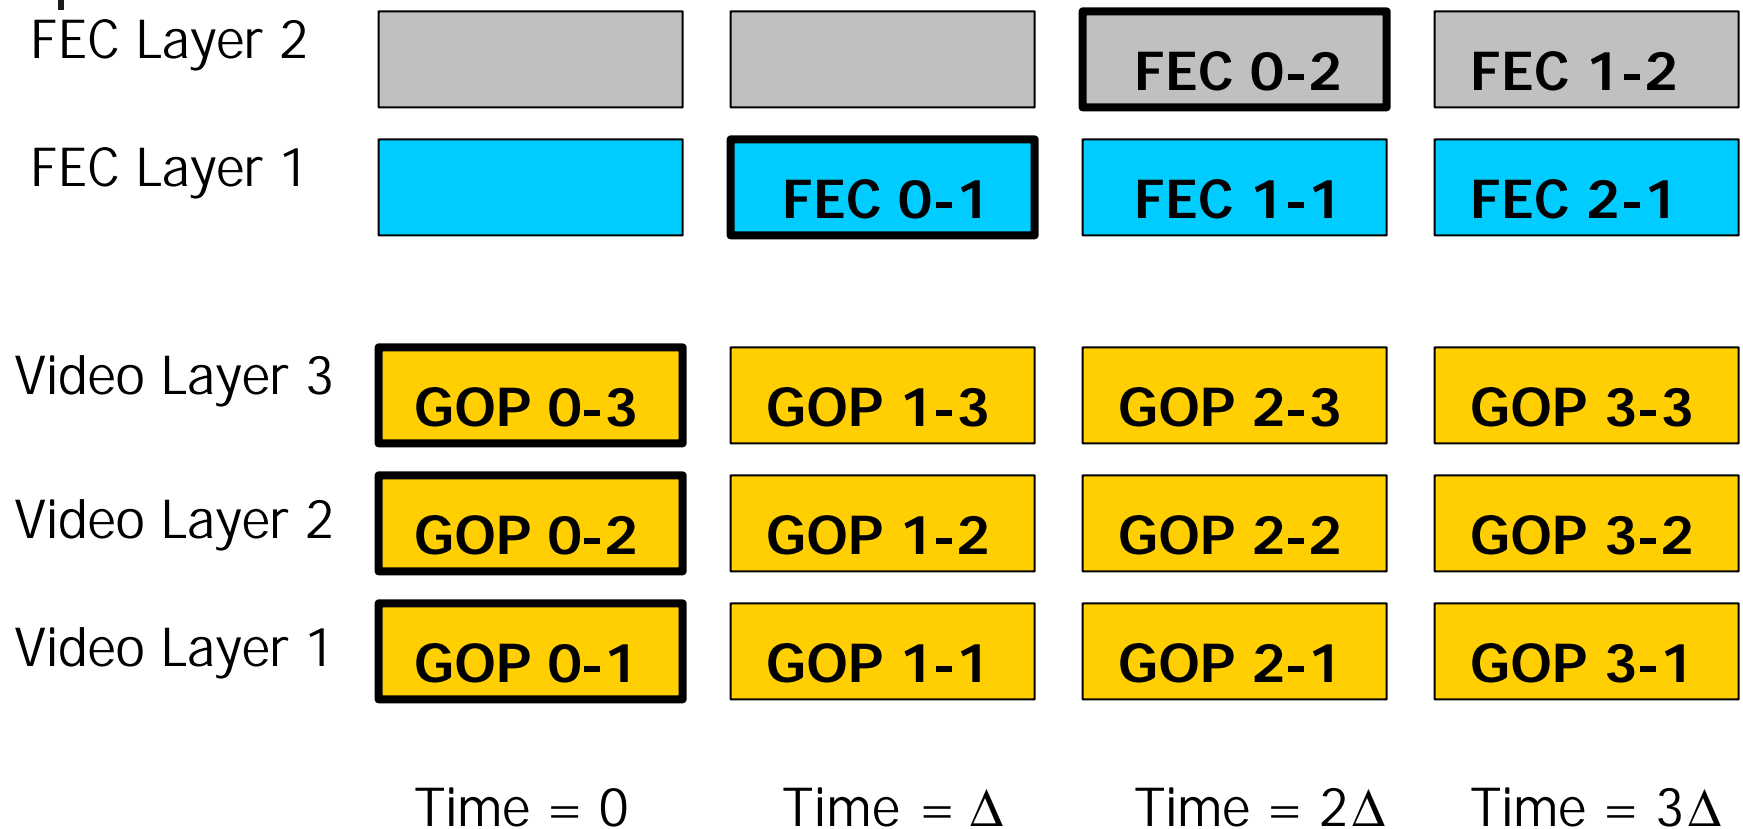 FEC Layer 2 FEC 0-2 FEC 1-2
FEC Layer 1 FEC 0-1 FEC 1-1 FEC 2-1
Video Layer 3 GOP 0-3 GOP 1-3 GOP 2-3 GOP 3-3
Video Layer 2 GOP 0-2 GOP 1-2 GOP 2-2 GOP 3-2
Video Layer 1 GOP 0-1 GOP 1-1 GOP 2-1 GOP 3-1
Time = 0 Time = Δ Time = 2Δ Time = 3Δ